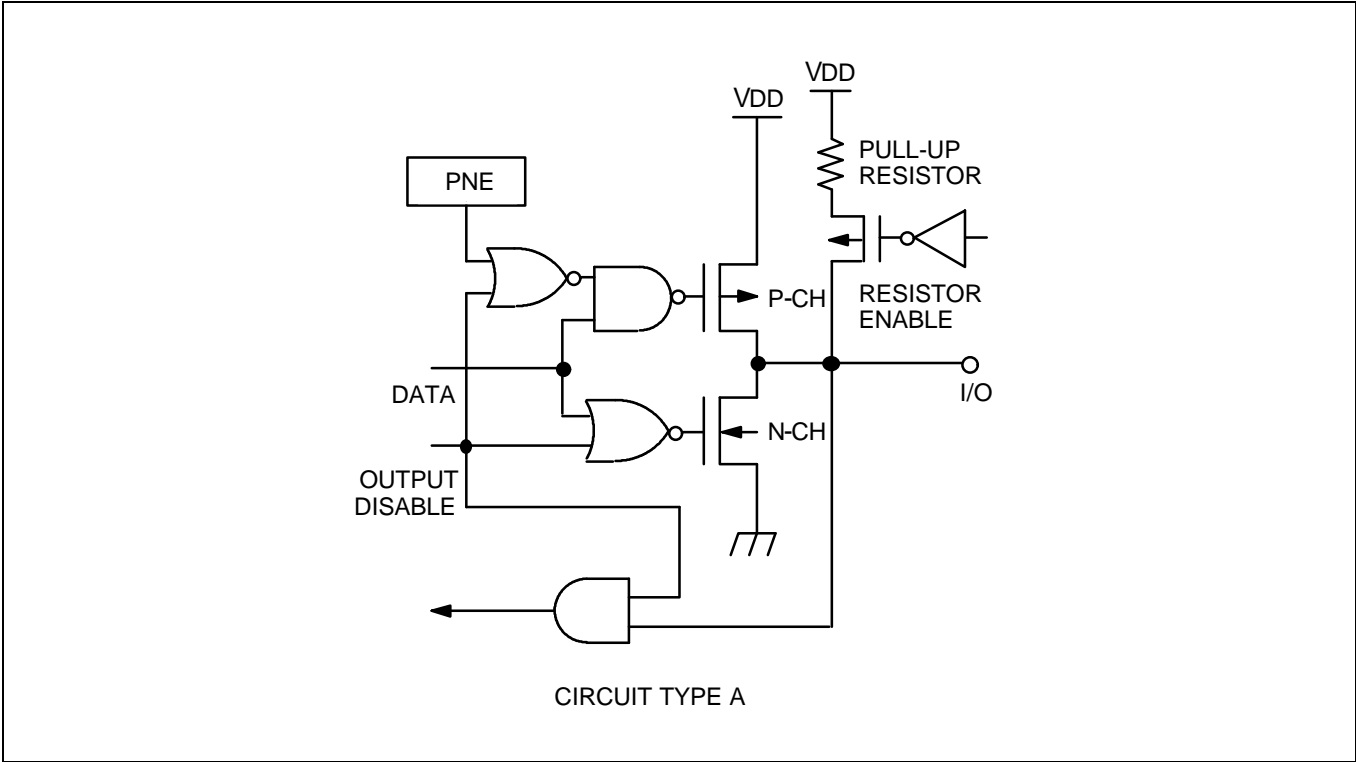 VDD
VDD
PULL-UP
RESISTOR
PNE
P-CH
RESISTOR
ENABLE
DATA
I/O
N-CH
OUTPUT
DISABLE
CIRCUIT TYPE A